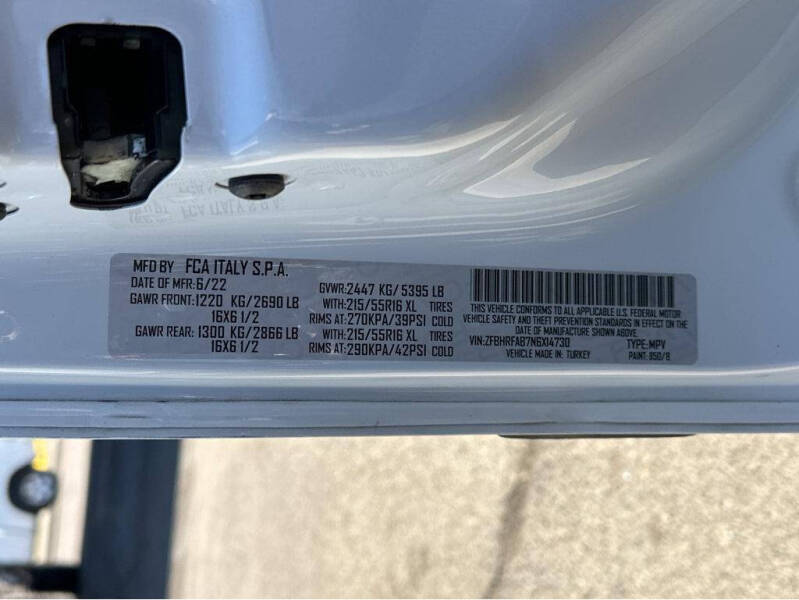 MFD BY FCA ITALY S.P.A.
DATE OF MFR: 6/22
GAWR FRONT: 1220 KG/2690 LB
16X6 1/2
GAWR REAR: 1300 KG/2866 LB
16X6 1/2
GVWR: 2447 KG/ 5395 LB
WITH: 215/55R16 XL TIRES
RIMS AT: 270KPA/39PSI COLD
WITH: 215/55R16 XL TIRES
RIMS AT: 290KPA/42PSI COLD
THIS VEHICLE CONFORMS TO ALL APPLICABLE U.S. FEDERAL MOTOR
VEHICLE SAFETY AND THEFT PREVENTION STANDARDS IN EFFECT ON THE
DATE OF MANUFACTURE SHOWN ABOVE.
VIN: ZFBHRFAB7N6X14730 TYPE: MPV
VEHICLE MADE IN: TURKEY PAINT: 950/B